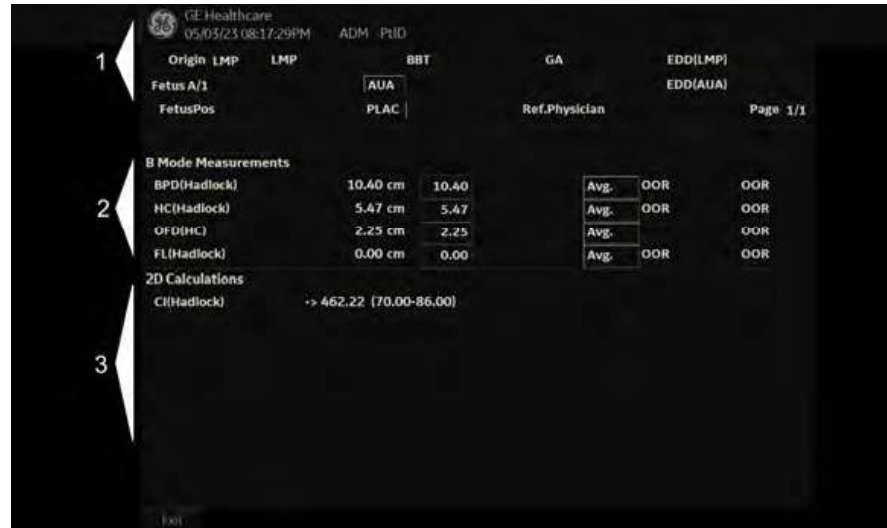 GE Healthcare
05/03/23 08:17:29PM ADM PtID
1
Origin LMP LMP BBT GA EDD(LMP)
Fetus A/1 AUA EDD(AUA)
FetusPos PLAC Ref.Physician Page 1/1
B Mode Measurements
BPD(Hadlock) 10.40 cm 10.40 Avg. OOR OOR
2
HC(Hadlock) 5.47 cm 5.47 Avg. OOR OOR
OFD(HC) 2.25 cm 2.25 Avg. OOR
FL(Hadlock) 0.00 cm 0.00 Avg. OOR OOR
2D Calculations
CI(Hadlock) -> 462.22 (70.00-86.00)
3
Exit